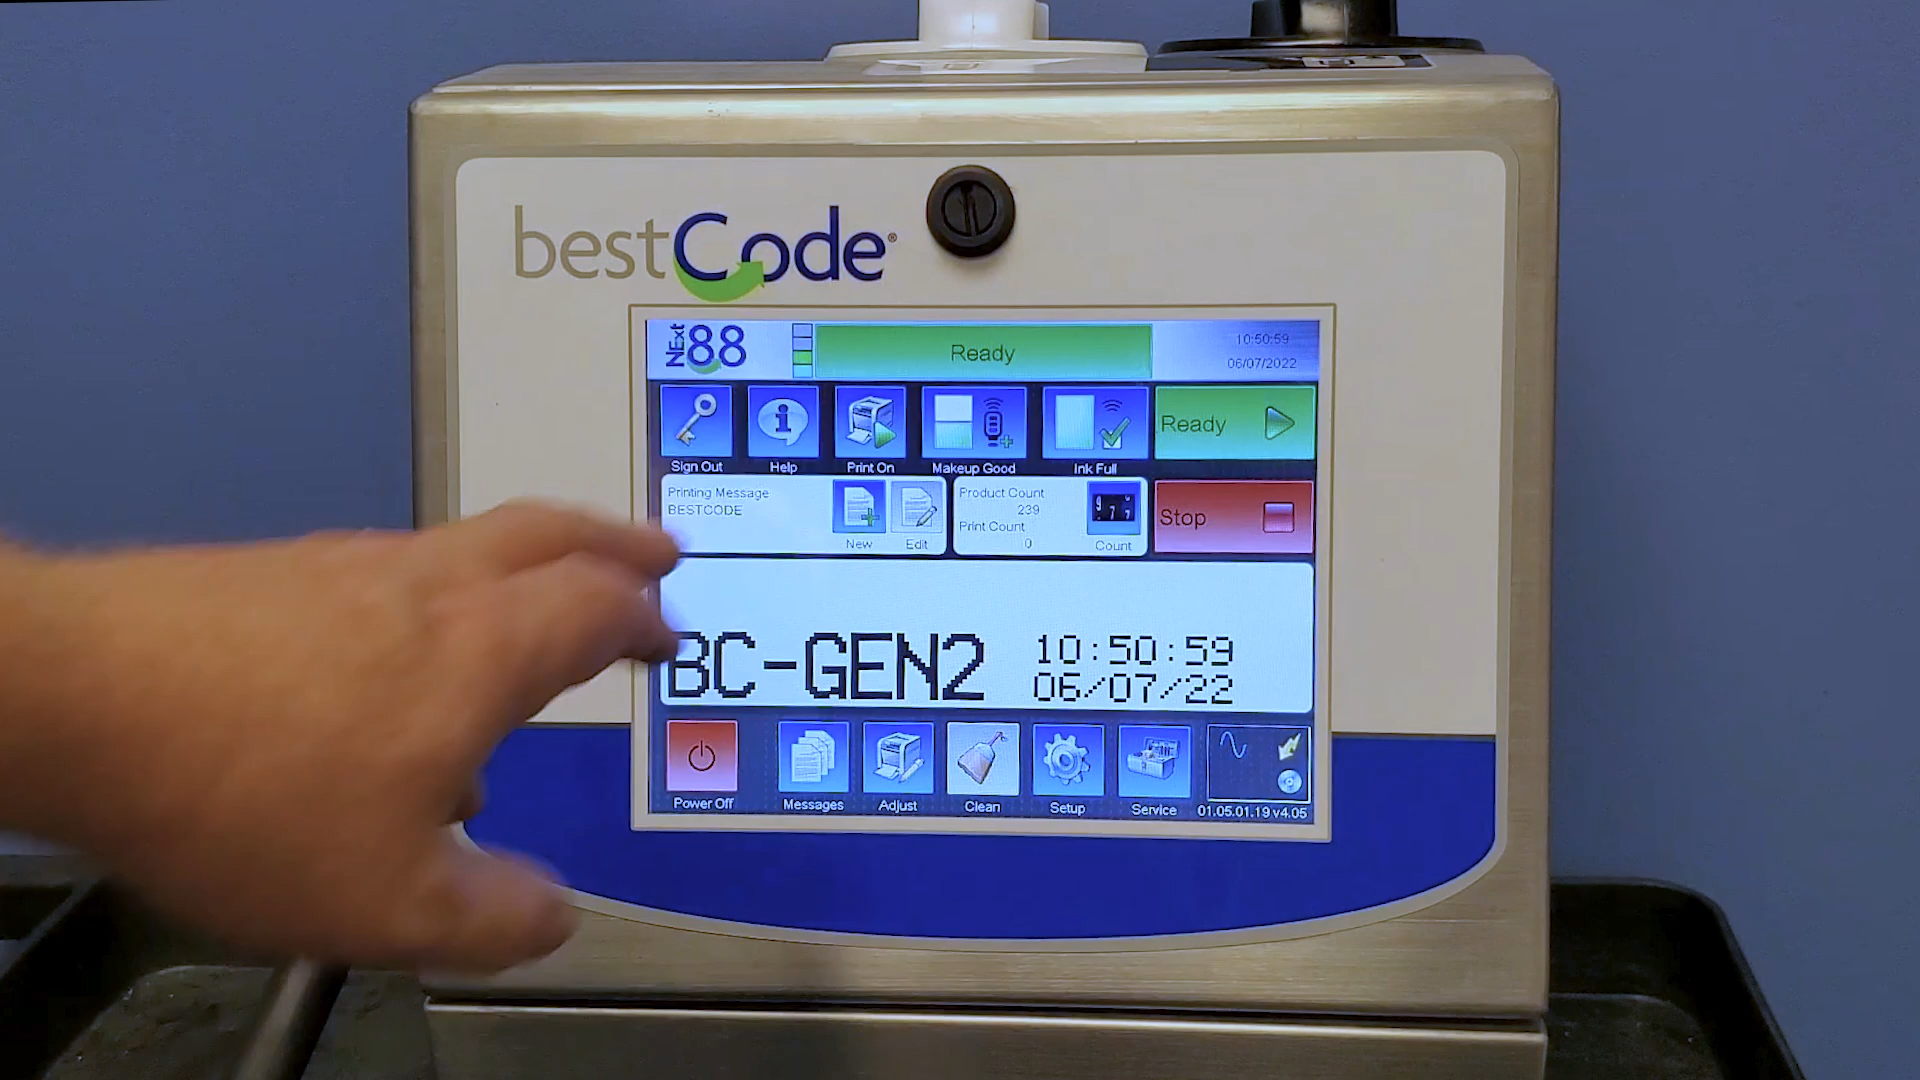 bestCode®
NExt 88
Ready
10:50:59
06/07/2022
Sign Out
Help
Print On
Makeup Good
Ink Full
Ready
Printing Message
BESTCODE
New
Edit
Product Count
239
Print Count
0
Count
Stop
BC-GEN2
10:50:59
06/07/22
Power Off
Messages
Adjust
Clean
Setup
Service
01.05.01.19 v4.05